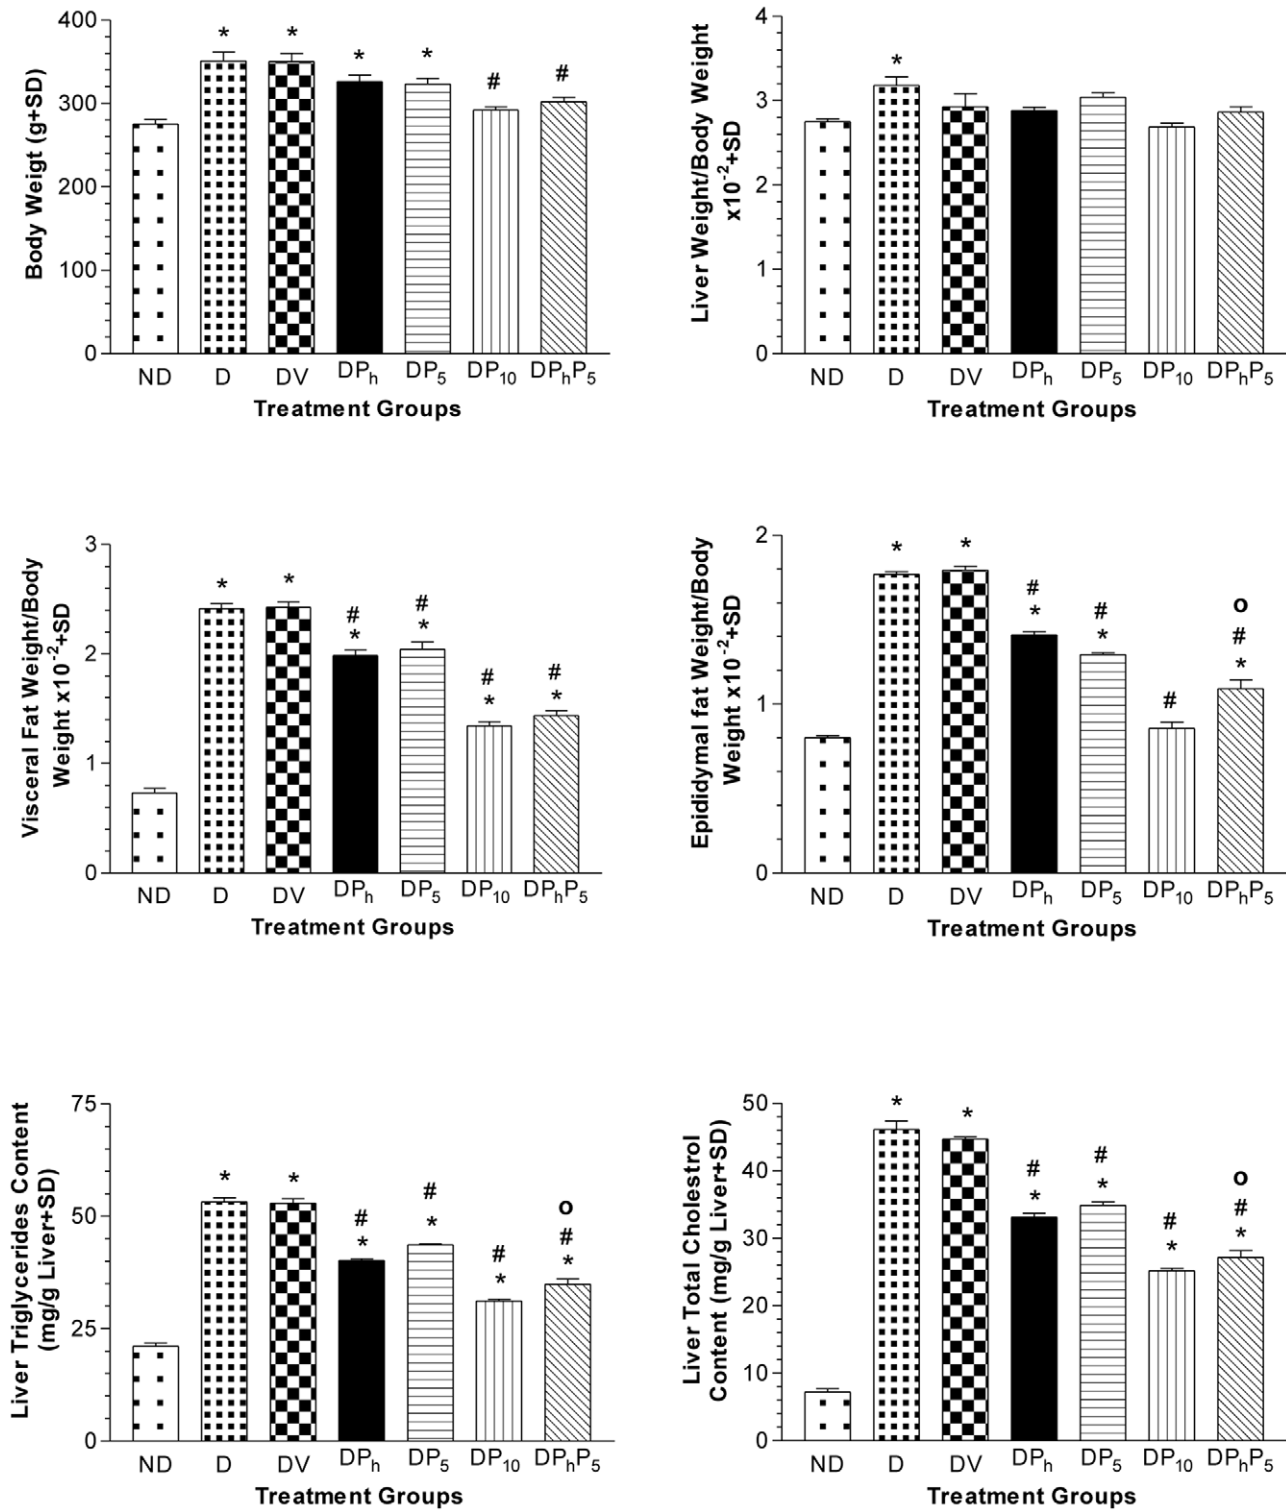 Body Weigt (g+SD)
400
300
200
100
0
* * * * # #
ND D DV DPₕ DP₅ DP₁₀ DPₕP₅
Treatment Groups
Liver Weight/Body Weight
x10⁻²+SD
4
3
2
1
0
*
ND D DV DPₕ DP₅ DP₁₀ DPₕP₅
Treatment Groups
Visceral Fat Weight/Body
Weight x10⁻²+SD
3
2
1
0
* * # # # #
* * * *
ND D DV DPₕ DP₅ DP₁₀ DPₕP₅
Treatment Groups
Epididymal fat Weight/Body
Weight x10⁻²+SD
2
1
0
o
* * # # # #
* * *
ND D DV DPₕ DP₅ DP₁₀ DPₕP₅
Treatment Groups
Liver Triglycerides Content
(mg/g Liver+SD)
75
50
25
0
o
* * # # # #
* * * *
ND D DV DPₕ DP₅ DP₁₀ DPₕP₅
Treatment Groups
Liver Total Cholestrol
Content (mg/g Liver+SD)
50
40
30
20
10
0
o
* * # # # #
* * * *
ND D DV DPₕ DP₅ DP₁₀ DPₕP₅
Treatment Groups